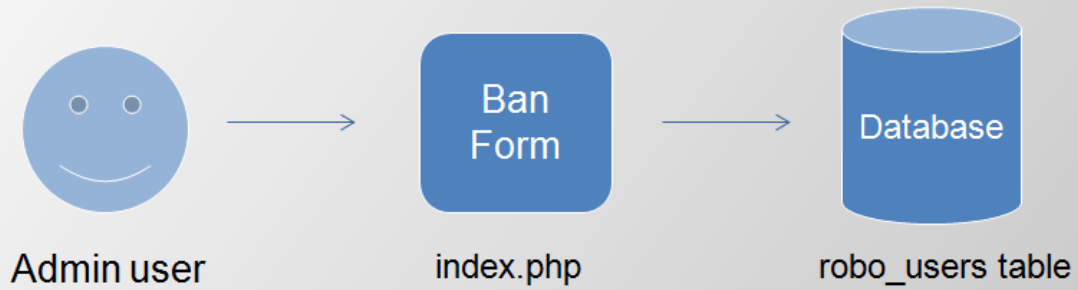 Ban
Form
Database
Admin user
index.php
robo_users table